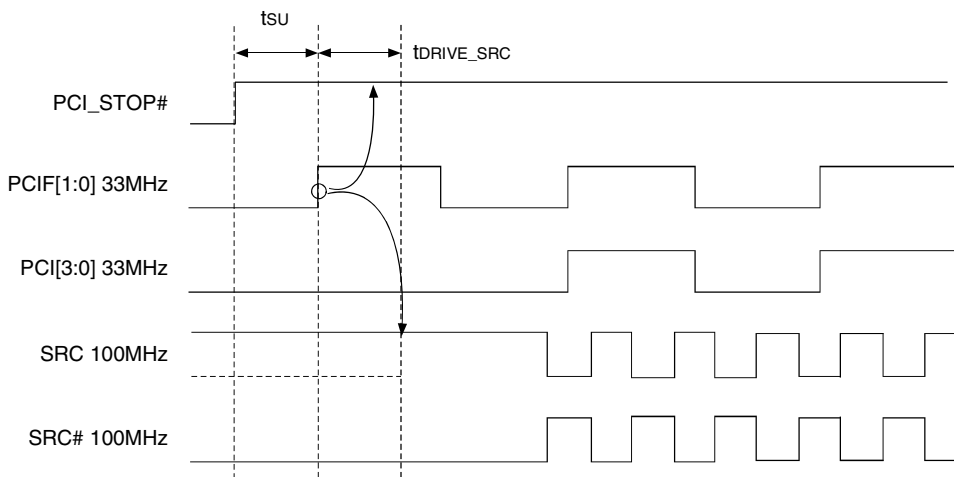 tSU
tDRIVE_SRC
PCI_STOP#
PCIF[1:0] 33MHz
PCI[3:0] 33MHz
SRC 100MHz
SRC# 100MHz